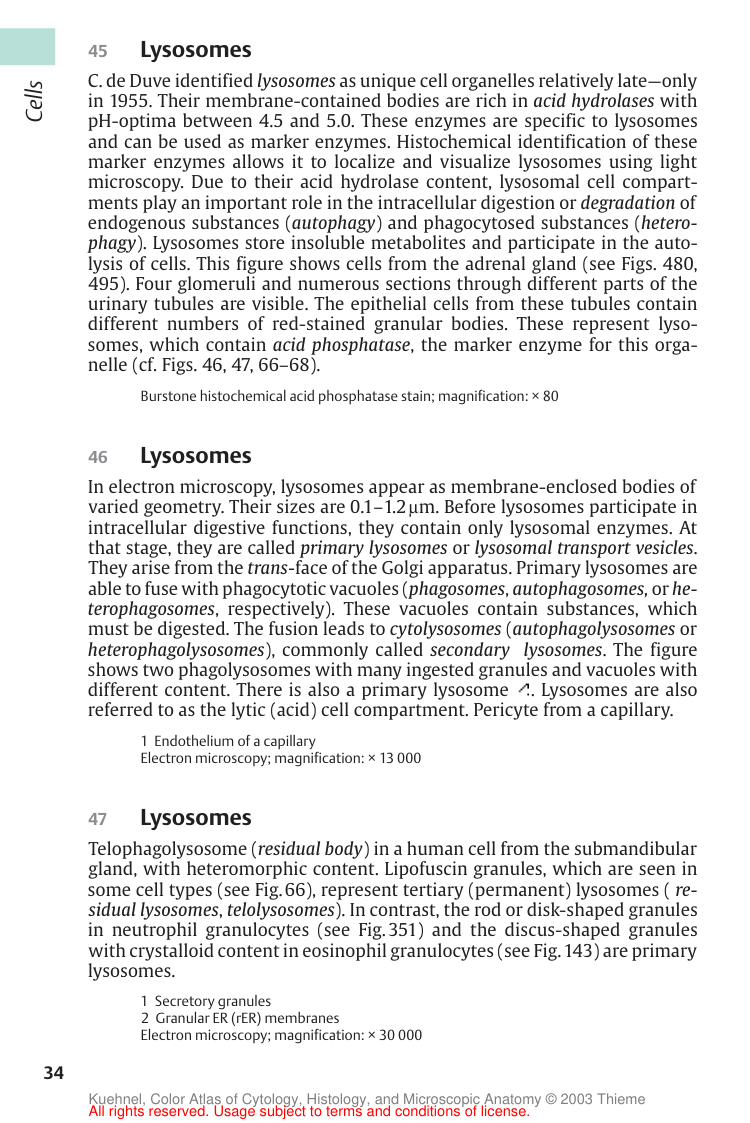 Cells
45 Lysosomes
C. de Duve identified lysosomes as unique cell organelles relatively late—only
in 1955. Their membrane-contained bodies are rich in acid hydrolases with
pH-optima between 4.5 and 5.0. These enzymes are specific to lysosomes
and can be used as marker enzymes. Histochemical identification of these
marker enzymes allows it to localize and visualize lysosomes using light
microscopy. Due to their acid hydrolase content, lysosomal cell compart-
ments play an important role in the intracellular digestion or degradation of
endogenous substances (autophagy) and phagocytosed substances (hetero-
phagy). Lysosomes store insoluble metabolites and participate in the auto-
lysis of cells. This figure shows cells from the adrenal gland (see Figs. 480,
495). Four glomeruli and numerous sections through different parts of the
urinary tubules are visible. The epithelial cells from these tubules contain
different numbers of red-stained granular bodies. These represent lyso-
somes, which contain acid phosphatase, the marker enzyme for this orga-
nelle (cf. Figs. 46, 47, 66–68).
Burstone histochemical acid phosphatase stain; magnification: × 80
46 Lysosomes
In electron microscopy, lysosomes appear as membrane-enclosed bodies of
varied geometry. Their sizes are 0.1–1.2 μm. Before lysosomes participate in
intracellular digestive functions, they contain only lysosomal enzymes. At
that stage, they are called primary lysosomes or lysosomal transport vesicles.
They arise from the trans-face of the Golgi apparatus. Primary lysosomes are
able to fuse with phagocytotic vacuoles (phagosomes, autophagosomes, or he-
terophagosomes, respectively). These vacuoles contain substances, which
must be digested. The fusion leads to cytolysosomes (autophagolysosomes or
heterophagolysosomes), commonly called secondary lysosomes. The figure
shows two phagolysosomes with many ingested granules and vacuoles with
different content. There is also a primary lysosome ↗. Lysosomes are also
referred to as the lytic (acid) cell compartment. Pericyte from a capillary.
1 Endothelium of a capillary
Electron microscopy; magnification: × 13 000
47 Lysosomes
Telophagolysosome (residual body) in a human cell from the submandibular
gland, with heteromorphic content. Lipofuscin granules, which are seen in
some cell types (see Fig. 66), represent tertiary (permanent) lysosomes ( re-
sidual lysosomes, telolysosomes). In contrast, the rod or disk-shaped granules
in neutrophil granulocytes (see Fig. 351) and the discus-shaped granules
with crystalloid content in eosinophil granulocytes (see Fig. 143) are primary
lysosomes.
1 Secretory granules
2 Granular ER (rER) membranes
Electron microscopy; magnification: × 30 000
34
Kuehnel, Color Atlas of Cytology, Histology, and Microscopic Anatomy © 2003 Thieme
All rights reserved. Usage subject to terms and conditions of license.